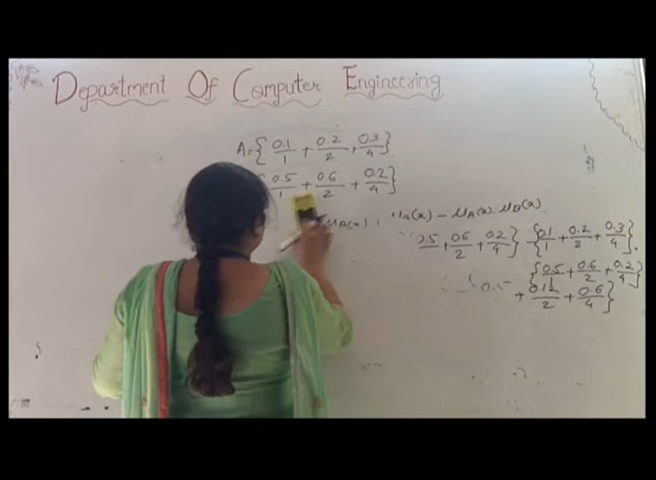 Department Of Computer Engineering
A={0.1/1 + 0.2/2 + 0.3/4}
{0.5/1 + 0.6/2 + 0.2/4}
μA(x) + μB(x) - μA(x). μB(x)
0.5 + 0.6/2 + 0.2/4} - {0.1/1 + 0.2/2 + 0.3/4}.
{0.5/1 + 0.6/2 + 0.2/4}
{0.5 + 0.12/2 + 0.6/4}